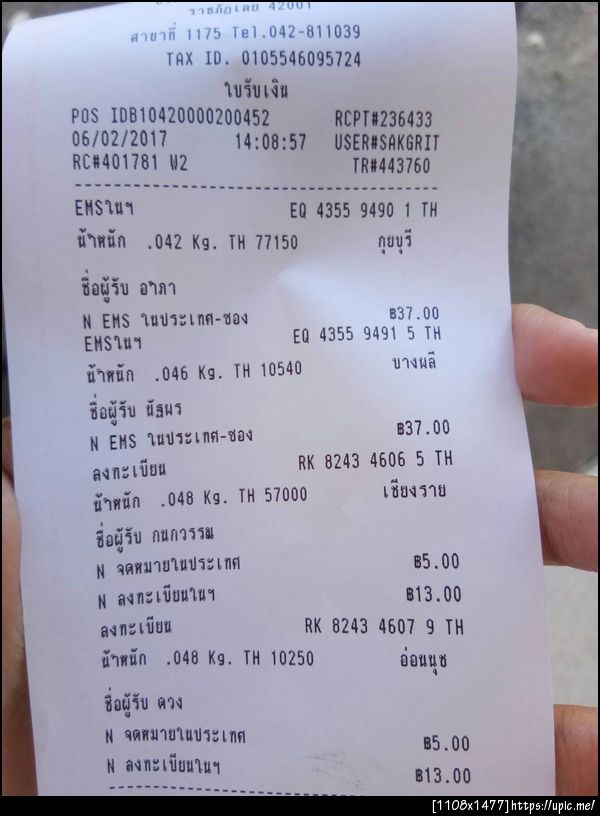 ราชภัฏเลย 42001
สาขาที่ 1175 Tel.042-811039
TAX ID. 0105546095724
ใบรับเงิน
POS IDB10420000200452 RCPT#236433
06/02/2017 14:08:57 USER#SAKGRIT
RC#401781 W2 TR#443760
EMSในฯ EQ 4355 9490 1 TH
น้ำหนัก .042 Kg. TH 77150 กุยบุรี
ชื่อผู้รับ อาภา
N EMS ในประเทศ-ซอง ฿37.00
EMSในฯ EQ 4355 9491 5 TH
น้ำหนัก .046 Kg. TH 10540 บางพลี
ชื่อผู้รับ นัฐพร
N EMS ในประเทศ-ซอง ฿37.00
ลงทะเบียน RK 8243 4606 5 TH
น้ำหนัก .048 Kg. TH 57000 เชียงราย
ชื่อผู้รับ กนกวรรณ
N จดหมายในประเทศ ฿5.00
N ลงทะเบียนในฯ ฿13.00
ลงทะเบียน RK 8243 4607 9 TH
น้ำหนัก .048 Kg. TH 10250 อ่อนนุช
ชื่อผู้รับ ดวง
N จดหมายในประเทศ ฿5.00
N ลงทะเบียนในฯ ฿13.00
[1108x1477]https://upic.me/